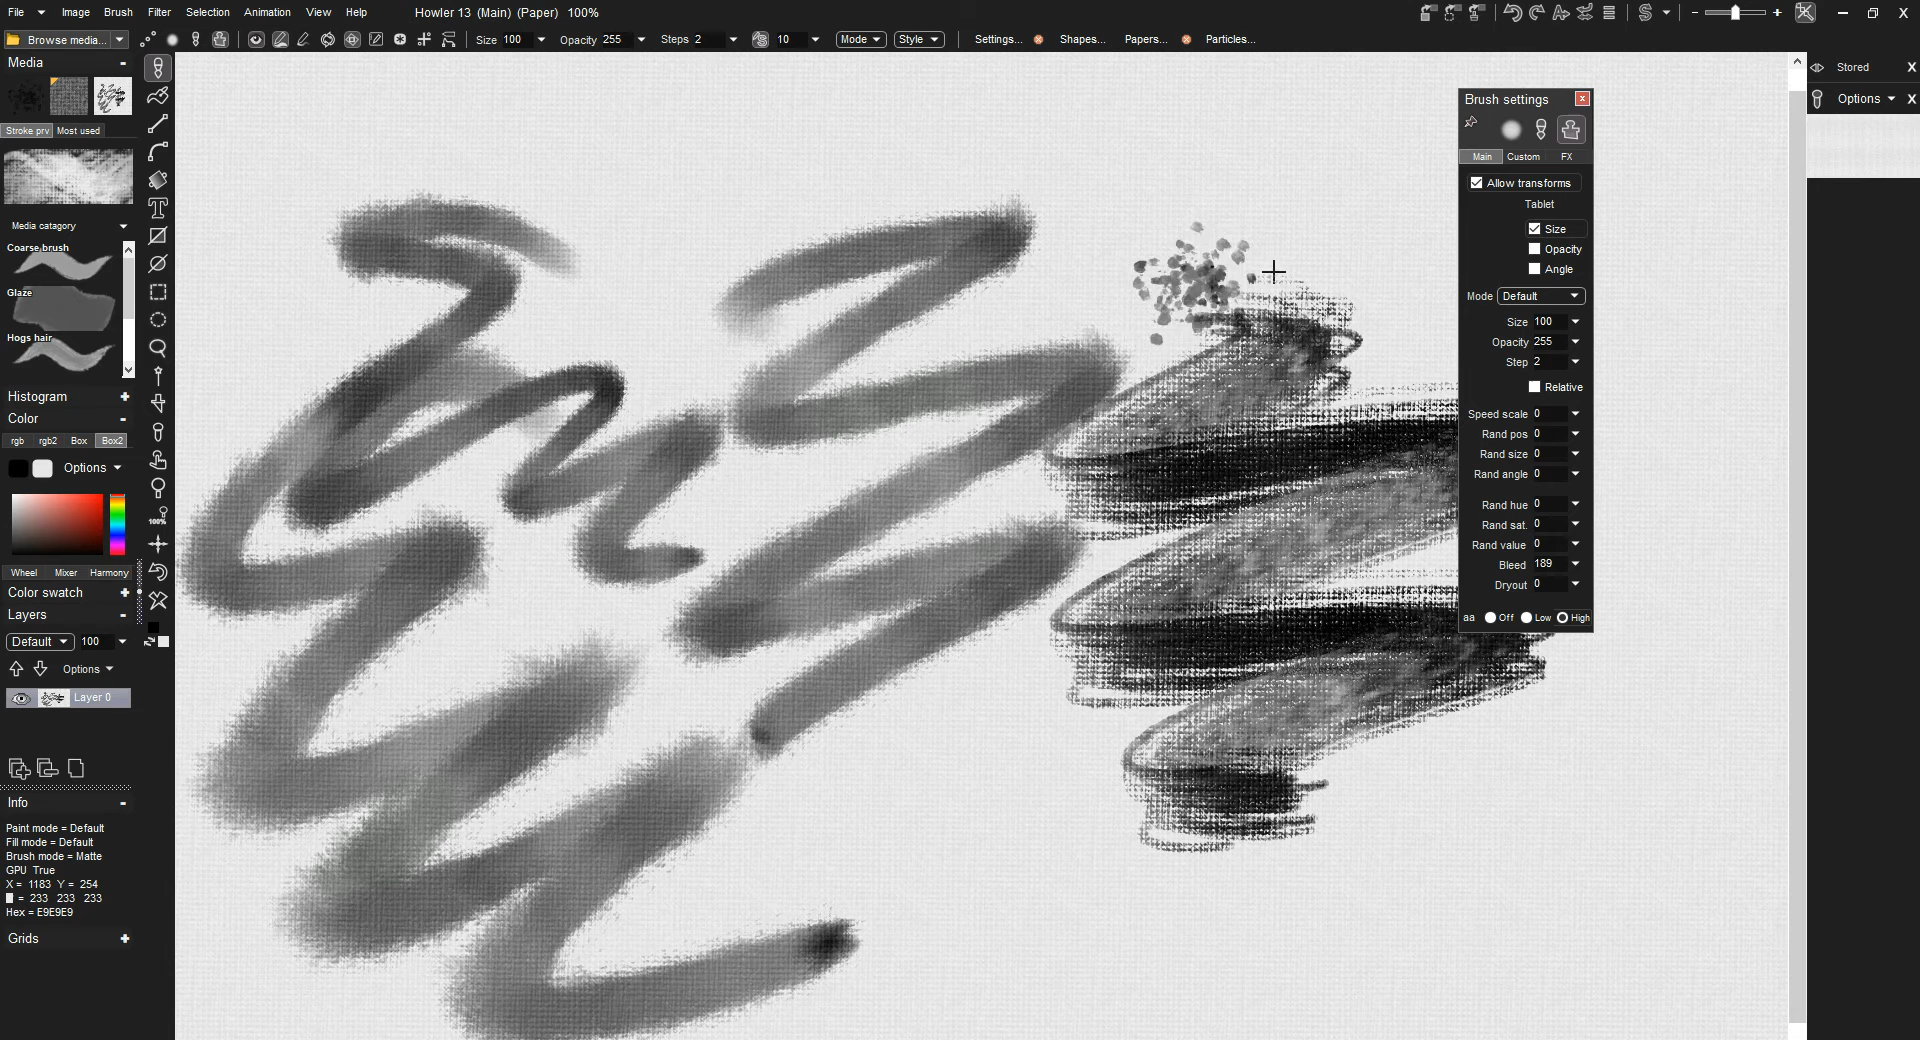 File Image Brush Filter Selection Animation View Help Howler 13 (Main) (Paper) 100%
Browse media... Size 100 Opacity 255 Steps 2 10 Mode Style Settings... Shapes... Papers... Particles...
Media
Stroke prv Most used
Media catagory
Coarse brush
Glaze
Hogs hair
Histogram
Color
rgb rgb2 Box Box2
Options
Wheel Mixer Harmony
Color swatch
Layers
Default 100
Options
Layer 0
Info
Paint mode = Default
Fill mode = Default
Brush mode = Matte
GPU True
X = 1183 Y = 254
= 233 233 233
Hex = E9E9E9
Grids
100%
Brush settings
Main Custom FX
Allow transforms
Tablet
Size
Opacity
Angle
Mode Default
Size 100
Opacity 255
Step 2
Relative
Speed scale 0
Rand pos 0
Rand size 0
Rand angle 0
Rand hue 0
Rand sat. 0
Rand value 0
Bleed 189
Dryout 0
aa Off Low High
Stored X
Options X